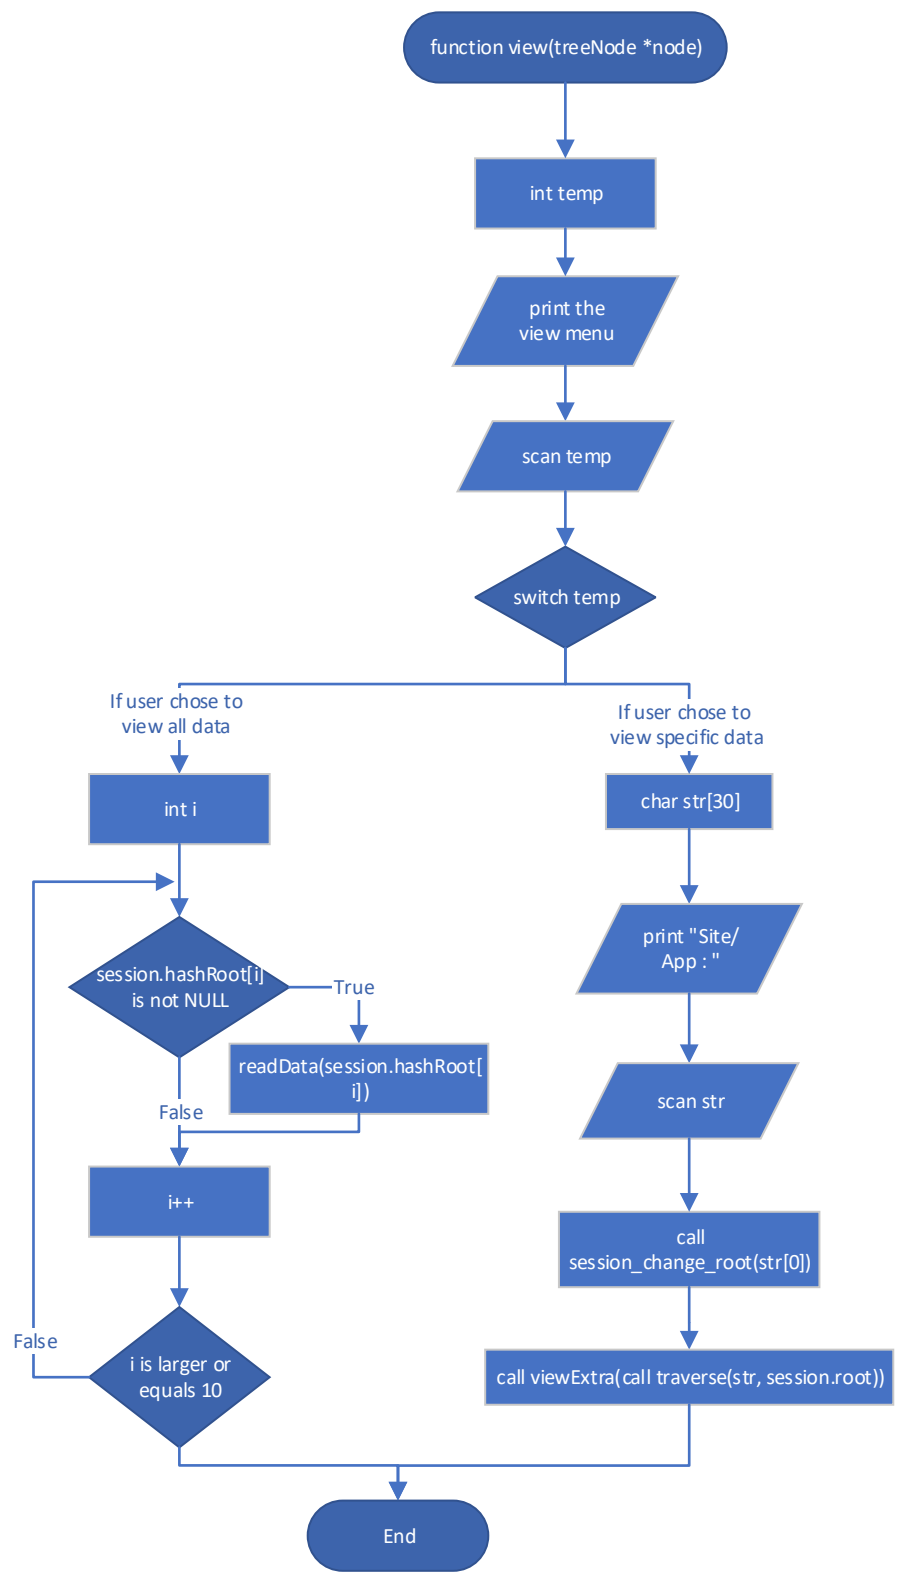 function view(treeNode *node)
int temp
print the
view menu
scan temp
switch temp
If user chose to
view all data
If user chose to
view specific data
int i
char str[30]
session.hashRoot[i]
is not NULL
True
print "Site/
App : "
readData(session.hashRoot[
i])
False
scan str
i++
call
session_change_root(str[0])
False
i is larger or
equals 10
call viewExtra(call traverse(str, session.root))
End